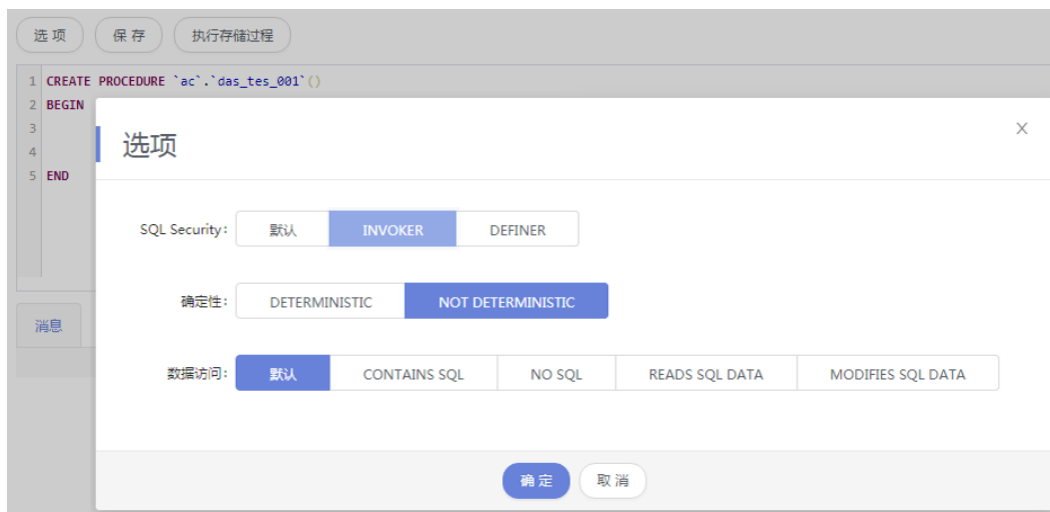 选 项 保 存 执行存储过程
1 CREATE PROCEDURE `ac`.`das_tes_001`()
2 BEGIN
3
4
5 END
选项
X
SQL Security: 默认 INVOKER DEFINER
确定性: DETERMINISTIC NOT DETERMINISTIC
消息
数据访问: 默认 CONTAINS SQL NO SQL READS SQL DATA MODIFIES SQL DATA
确 定 取 消